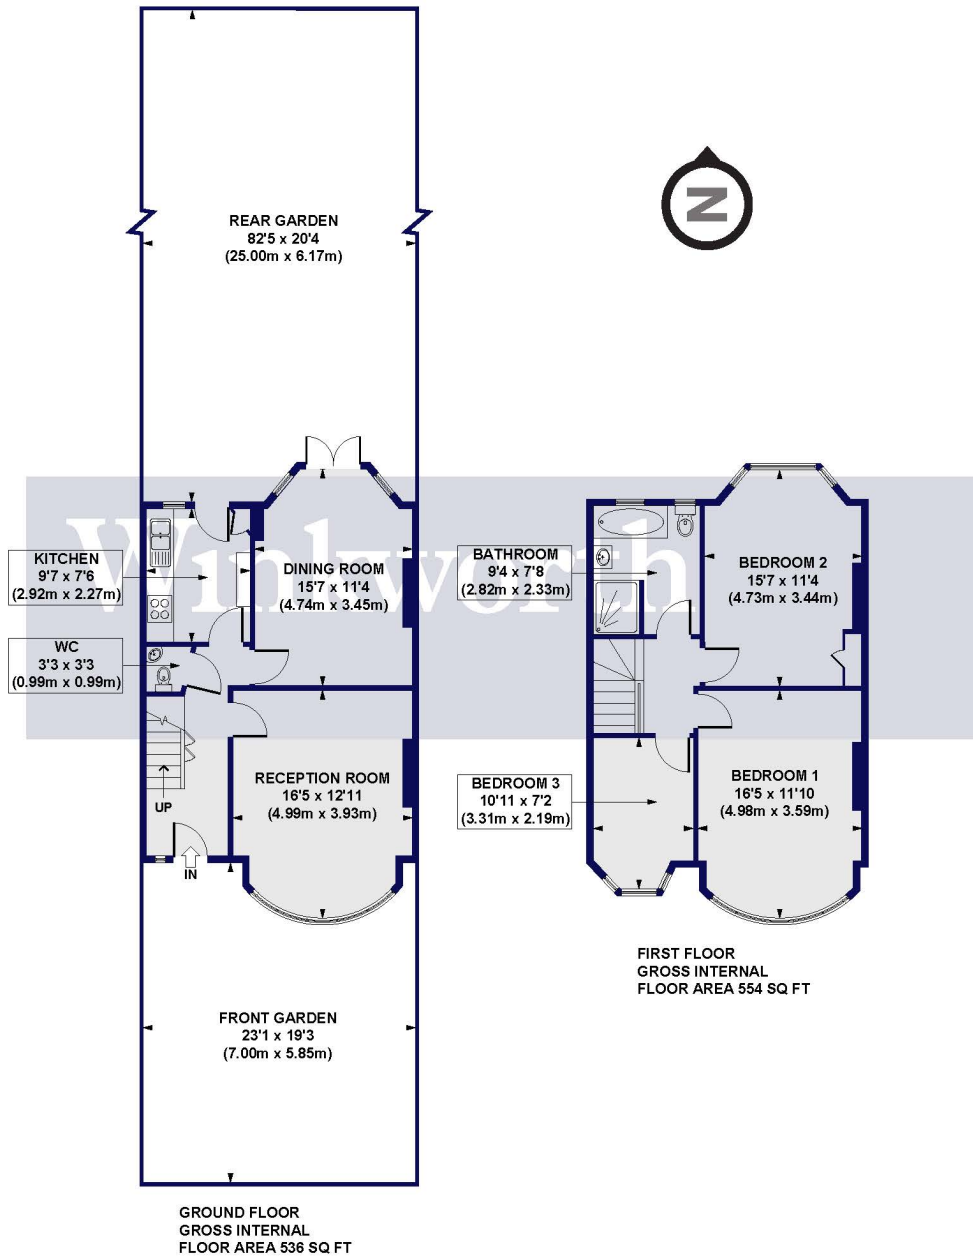 REAR GARDEN
82'5 x 20'4
(25.00m x 6.17m)
N
Winkworth
KITCHEN
9'7 x 7'6
(2.92m x 2.27m)
DINING ROOM
15'7 x 11'4
(4.74m x 3.45m)
WC
3'3 x 3'3
(0.99m x 0.99m)
RECEPTION ROOM
16'5 x 12'11
(4.99m x 3.93m)
UP
IN
FRONT GARDEN
23'1 x 19'3
(7.00m x 5.85m)
GROUND FLOOR
GROSS INTERNAL
FLOOR AREA 536 SQ FT
BATHROOM
9'4 x 7'8
(2.82m x 2.33m)
BEDROOM 2
15'7 x 11'4
(4.73m x 3.44m)
BEDROOM 3
10'11 x 7'2
(3.31m x 2.19m)
BEDROOM 1
16'5 x 11'10
(4.98m x 3.59m)
FIRST FLOOR
GROSS INTERNAL
FLOOR AREA 554 SQ FT